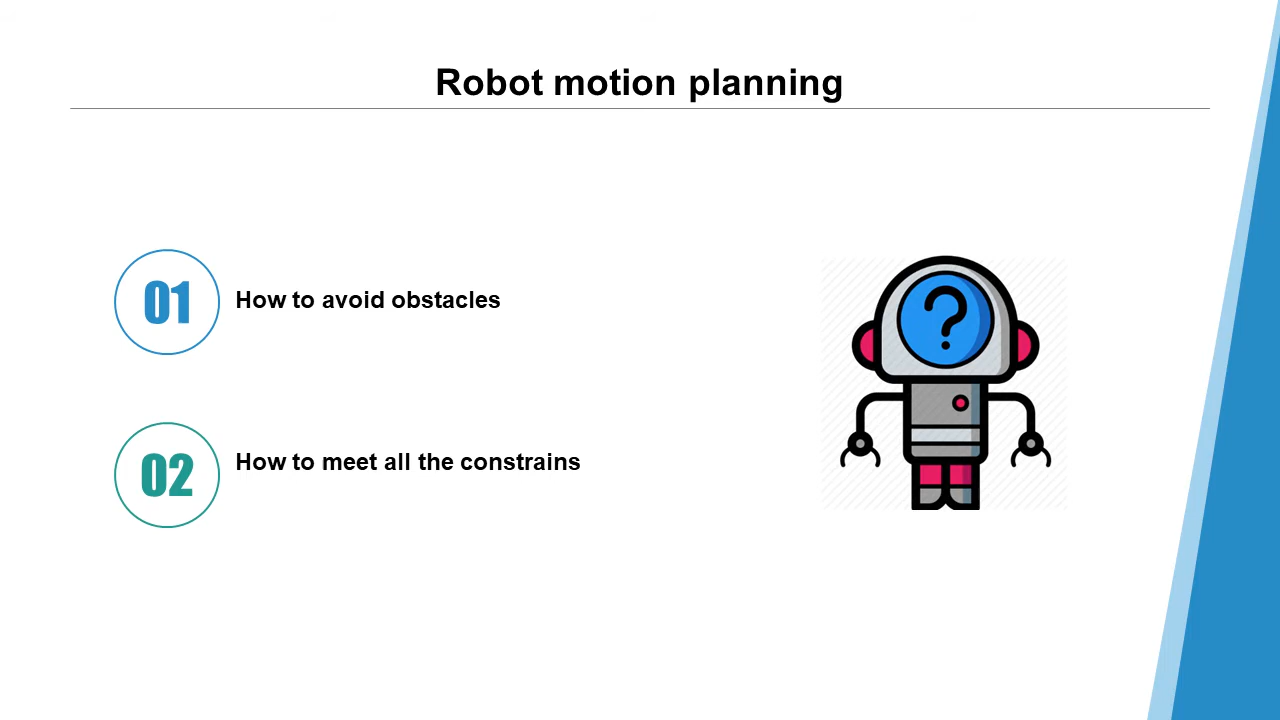 Robot motion planning
01
How to avoid obstacles
02
How to meet all the constrains
?